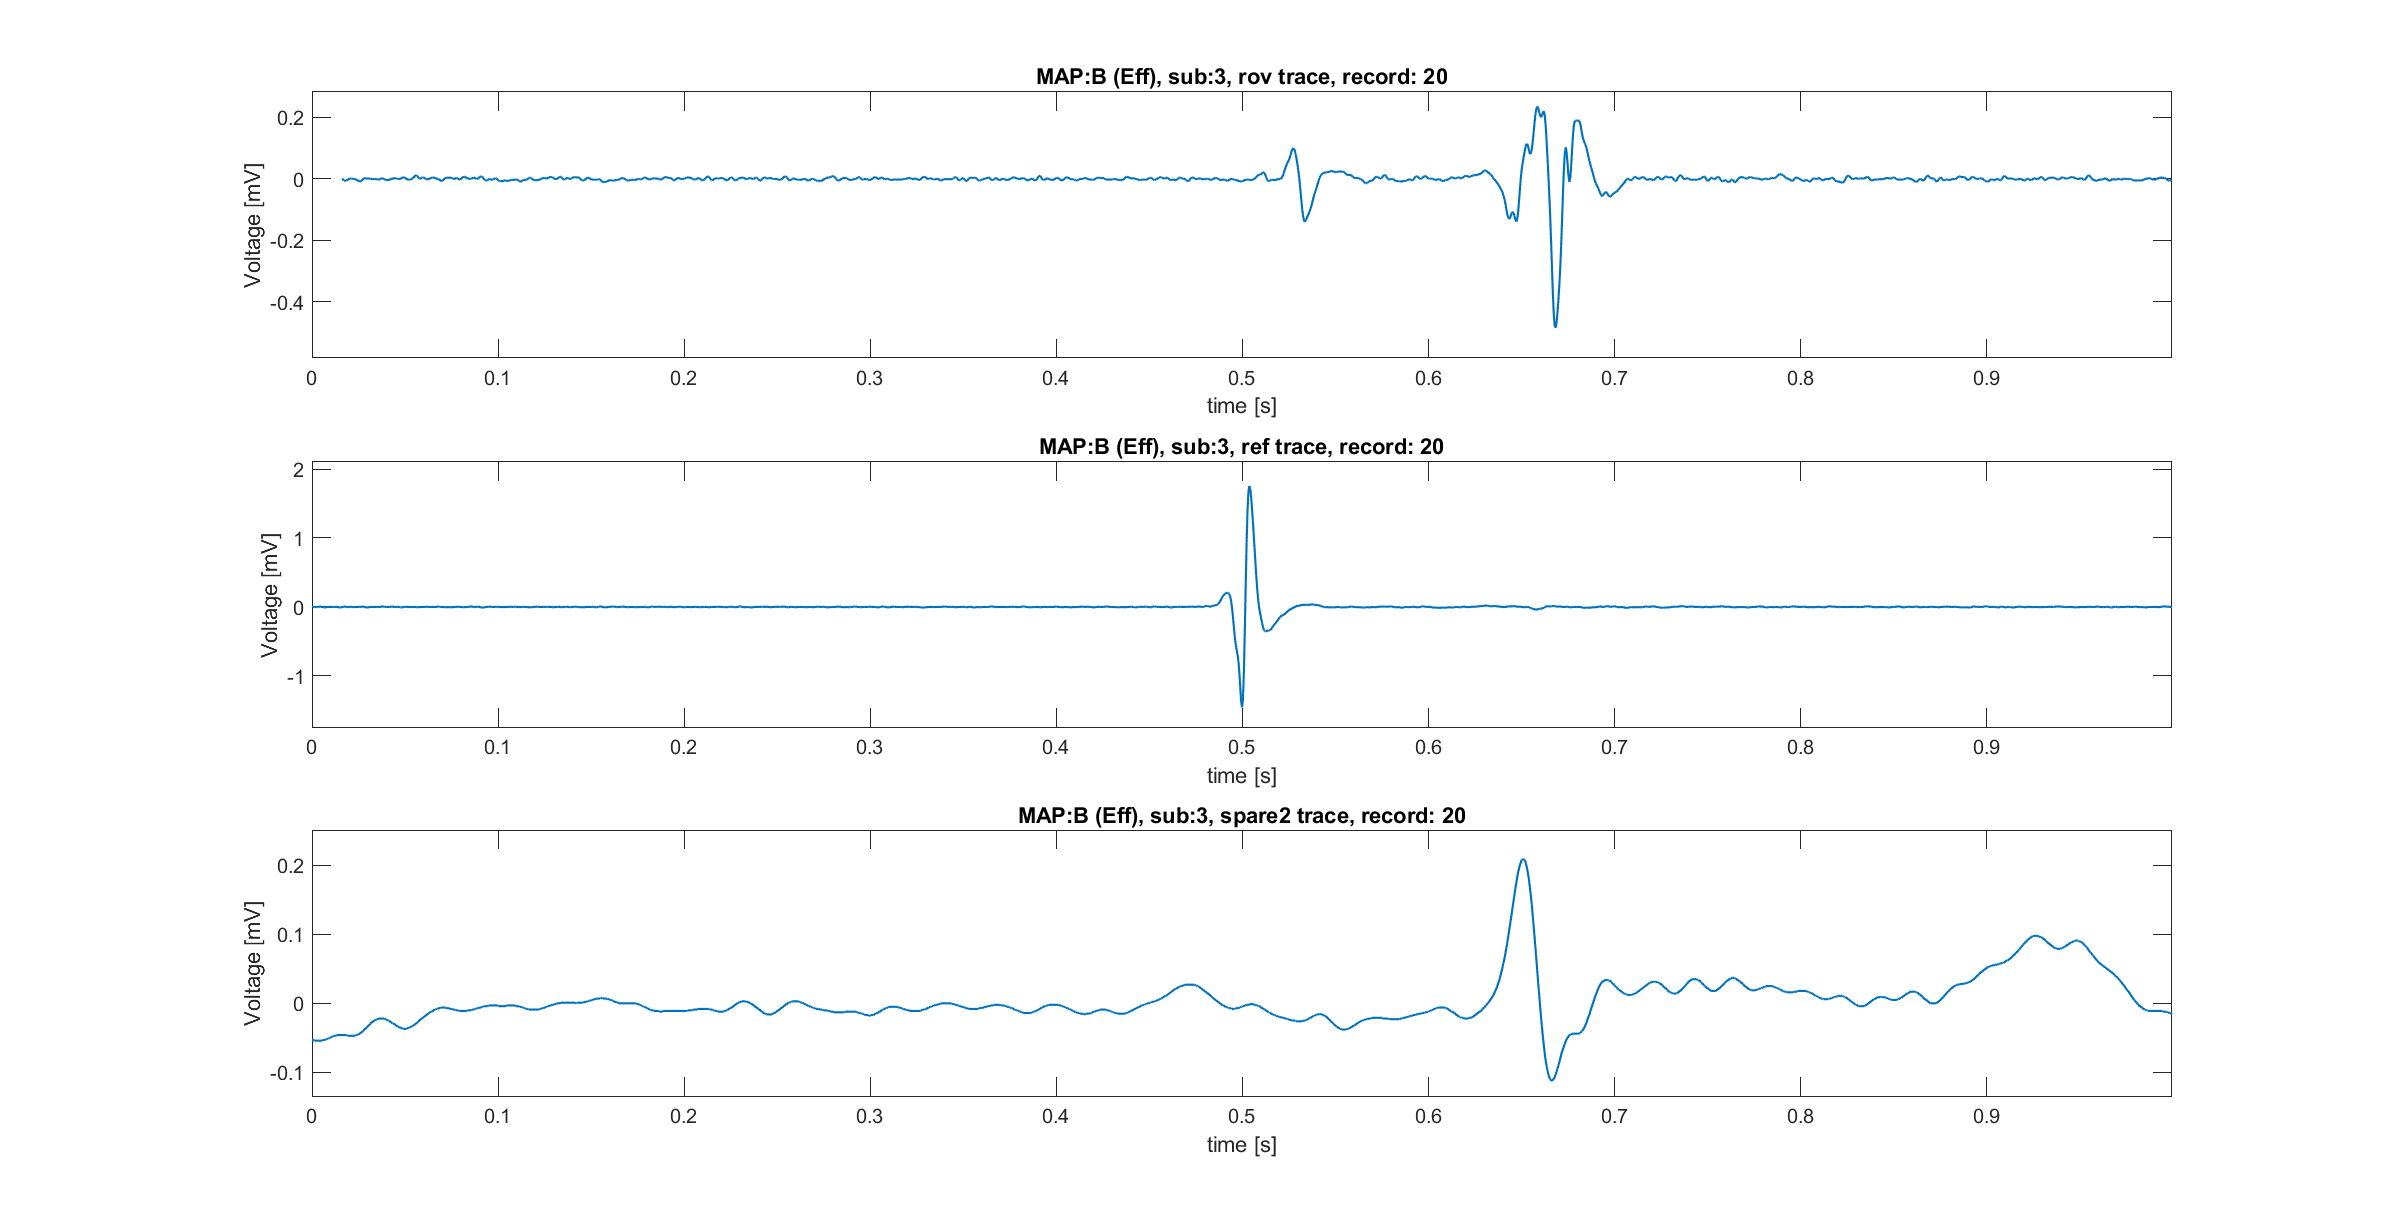 MAP:B (Eff), sub:3, rov trace, record: 20
Voltage [mV]
0.2
0
-0.2
-0.4
0 0.1 0.2 0.3 0.4 0.5 0.6 0.7 0.8 0.9
time [s]
MAP:B (Eff), sub:3, ref trace, record: 20
Voltage [mV]
2
1
0
-1
0 0.1 0.2 0.3 0.4 0.5 0.6 0.7 0.8 0.9
time [s]
MAP:B (Eff), sub:3, spare2 trace, record: 20
Voltage [mV]
0.2
0.1
0
-0.1
0 0.1 0.2 0.3 0.4 0.5 0.6 0.7 0.8 0.9
time [s]